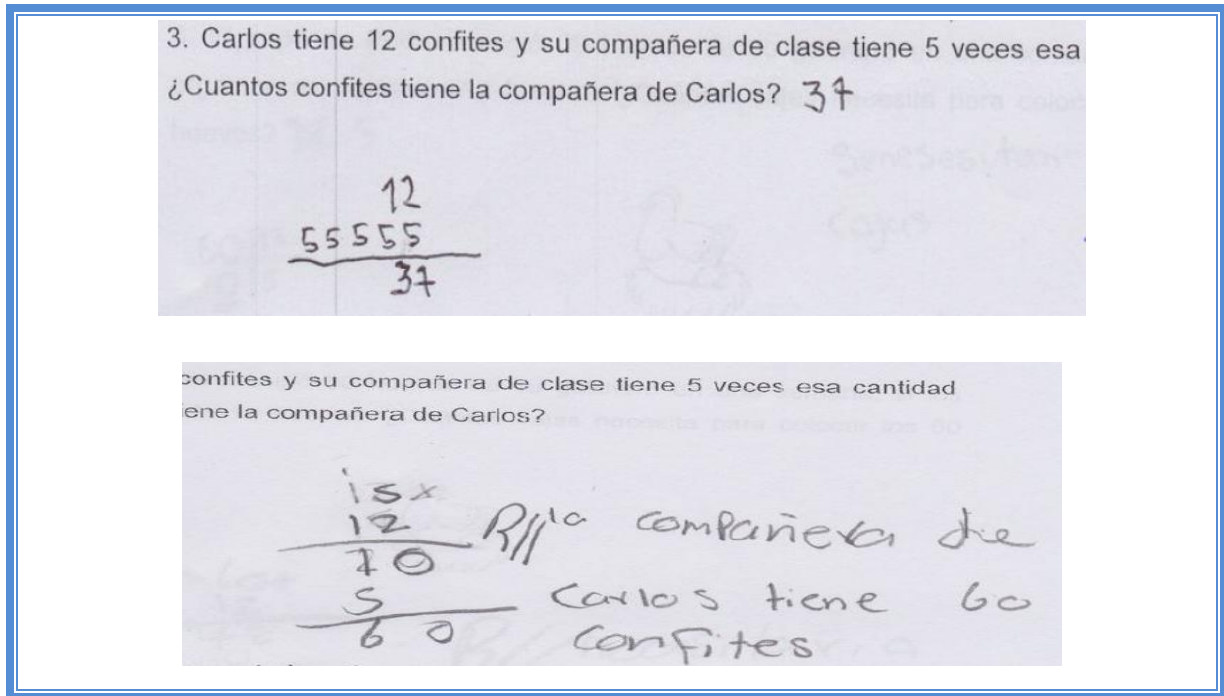 3. Carlos tiene 12 confites y su compañera de clase tiene 5 veces esa
¿Cuantos confites tiene la compañera de Carlos? 37
12
55555
37
confites y su compañera de clase tiene 5 veces esa cantidad
iene la compañera de Carlos?
15x
12 R// la compañera de
10
5 Carlos tiene 60
60 confites